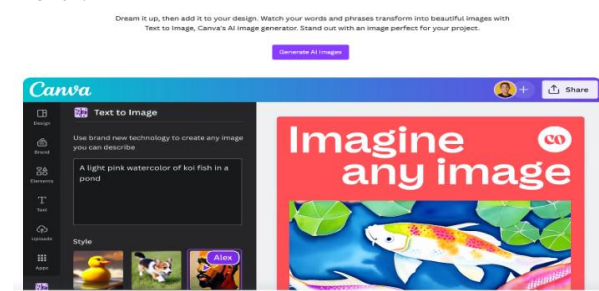 Dream it up, then add it to your design. Watch your words and phrases transform into beautiful images with
Text to Image, Canva's AI image generator. Stand out with an image perfect for your project.
Generate AI Images
Canva
+
Share
Design
Brand
Elements
Text
Uploads
Apps
Text to Image
Use brand new technology to create any image
you can describe
A light pink watercolor of koi fish in a
pond
Style
Alex
Imagine
any image
CO